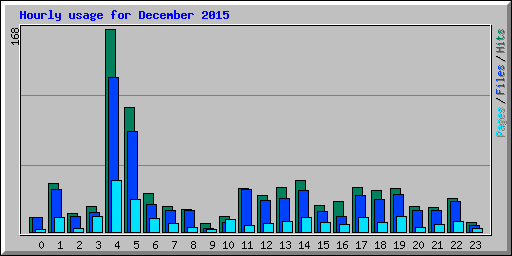 Hourly usage for December 2015
168
Pages/Files/Hits
0 1 2 3 4 5 6 7 8 9 10 11 12 13 14 15 16 17 18 19 20 21 22 23